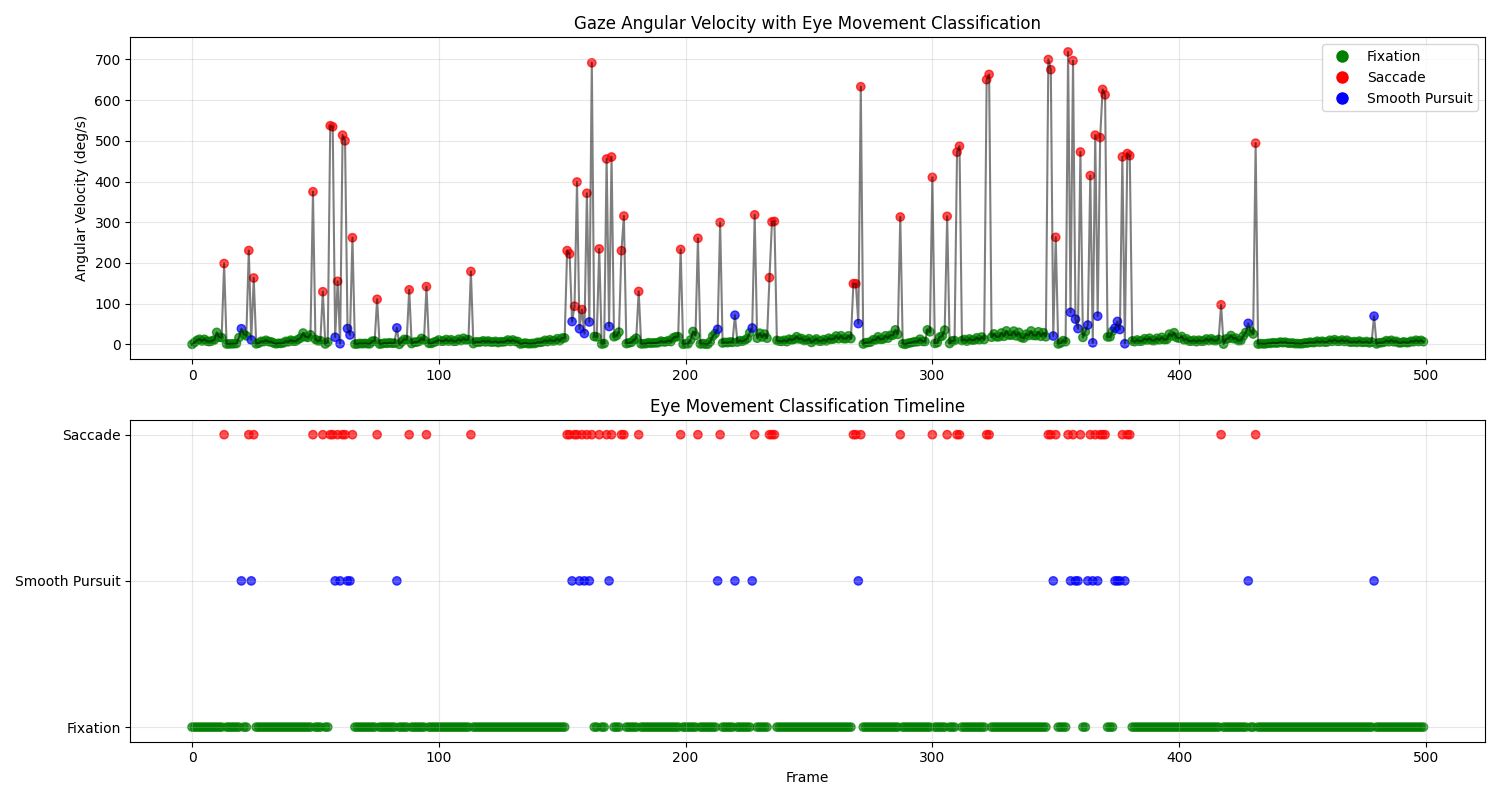 Gaze Angular Velocity with Eye Movement Classification
Angular Velocity (deg/s)
700
600
500
400
300
200
100
0
Fixation
Saccade
Smooth Pursuit
0 100 200 300 400 500
Eye Movement Classification Timeline
Saccade
Smooth Pursuit
Fixation
0 100 200 300 400 500
Frame